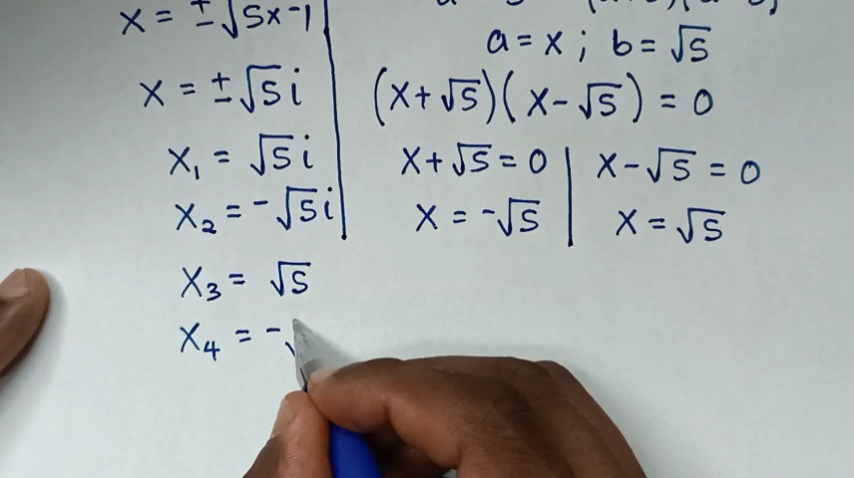 x = ±√5x-1
a = x ; b = √5
x = ±√5 i
(x+√5)(x-√5) = 0
x₁ = √5 i
x+√5 = 0
x-√5 = 0
x₂ = -√5 i
x = -√5
x = √5
x₃ = √5
x₄ = -